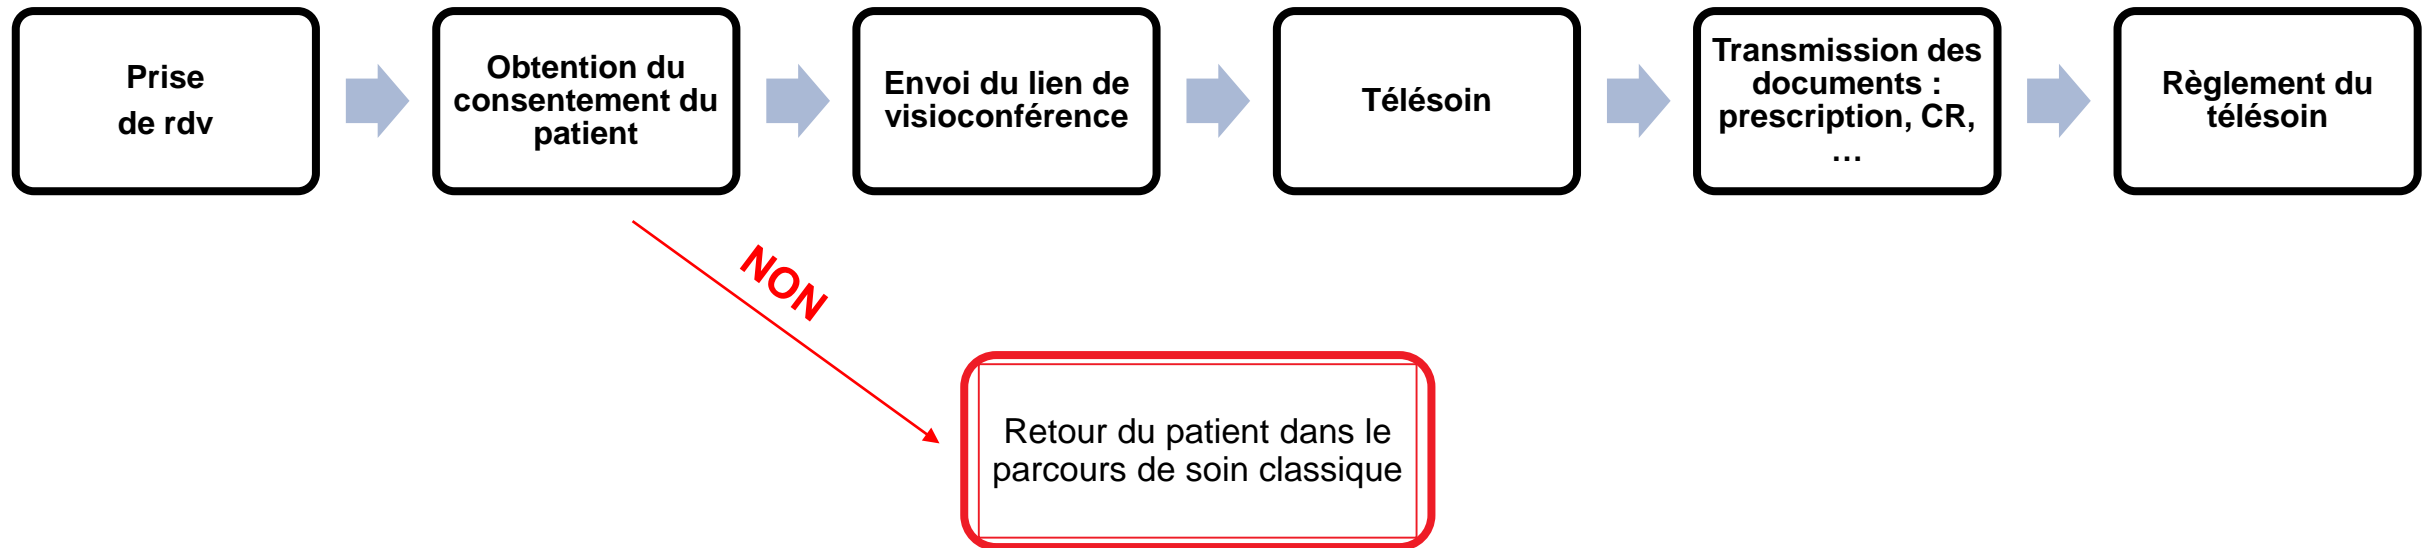 Prise
de rdv
Obtention du
consentement du
patient
Envoi du lien de
visioconférence
Télésoin
Transmission des
documents :
prescription, CR,
…
Règlement du
télésoin
NON
Retour du patient dans le
parcours de soin classique